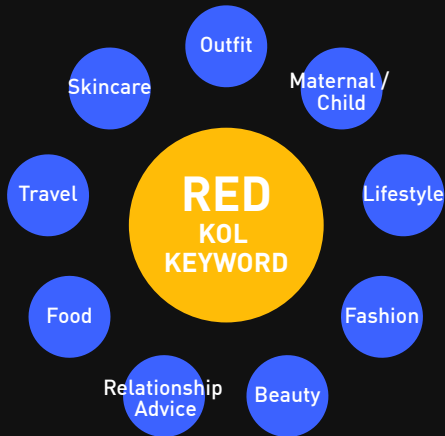 Outfit
Skincare
Maternal /
Child
Travel
RED
KOL
KEYWORD
Lifestyle
Food
Fashion
Relationship
Advice
Beauty